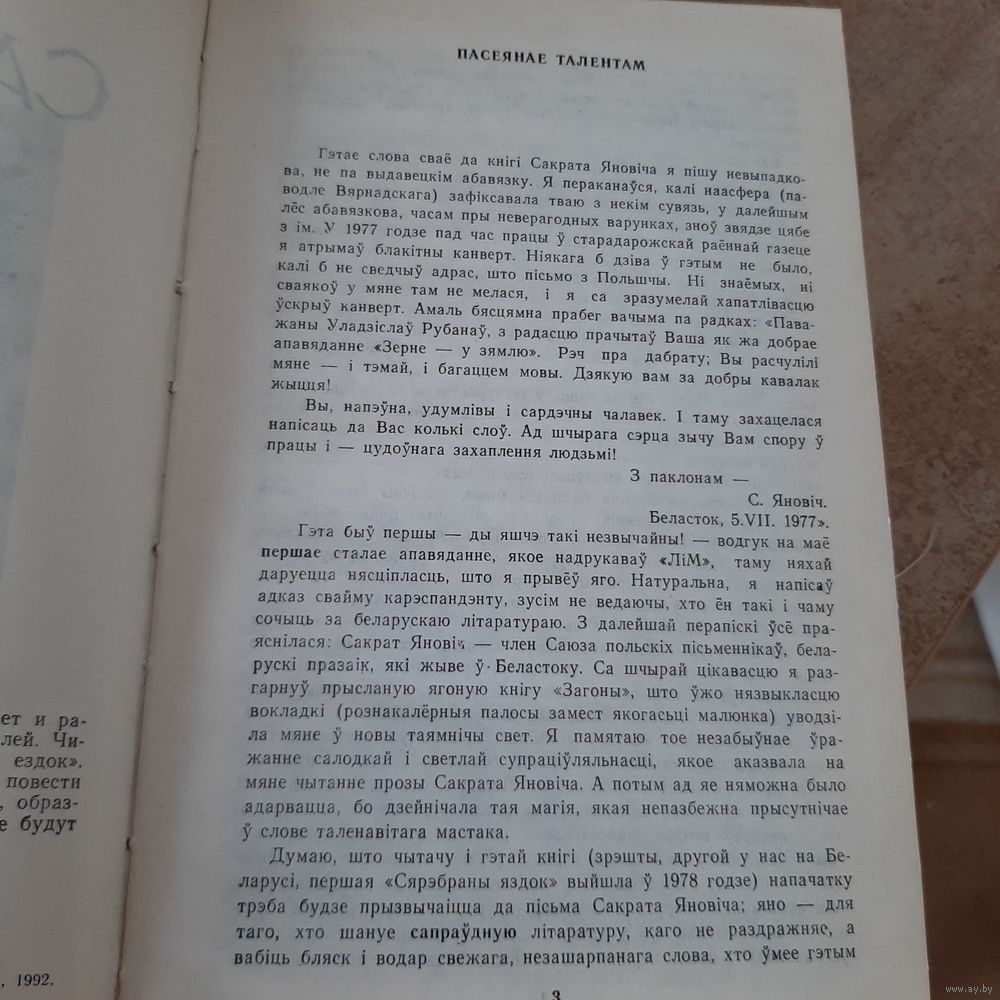 СА
ет и ра-
лей. Чи-
ездок».
повести
, образ-
е будут
, 1992.
ПАСЕЯНАЕ ТАЛЕНТАМ
Гэтае слова сваё да кнігі Сакрата Яновіча я пішу невыпадко-
ва, не па выдавецкім абавязку. Я пераканаўся, калі наасфера (па-
водле Вярнадскага) зафіксавала тваю з некім сувязь, у далейшым
лёс абавязкова, часам пры неверагодных варунках, зноў звядзе цябе
з ім. У 1977 годзе пад час працы ў старадарожскай раённай газеце
я атрымаў блакітны канверт. Ніякага б дзіва ў гэтым не было,
калі б не сведчыў адрас, што пісьмо з Польшчы. Ні знаёмых, ні
сваякоў у мяне там не мелася, і я са зразумелай хапатлівасцю
ўскрыў канверт. Амаль бясцямна прабег вачыма па радках: «Пава-
жаны Уладзіслаў Рубанаў, з радасцю прачытаў Ваша як жа добрае
апавяданне «Зерне — у зямлю». Рэч пра дабрату; Вы расчулілі
мяне — і тэмай, і багаццем мовы. Дзякую вам за добры кавалак
жыцця!
Вы, напэўна, удумлівы і сардэчны чалавек. І таму захацелася
напісаць да Вас колькі слоў. Ад шчырага сэрца зычу Вам спору ў
працы і — цудоўнага захаплення людзьмі!
З паклонам —
С. Яновіч.
Беласток, 5.VII. 1977».
Гэта быў першы — ды яшчэ такі незвычайны! — водгук на маё
першае сталае апавяданне, якое надрукаваў «ЛіМ», таму няхай
даруецца нясціпласць, што я прывёў яго. Натуральна, я напісаў
адказ свайму карэспандэнту, зусім не ведаючы, хто ён такі і чаму
сочыць за беларускаю літаратураю. З далейшай перапіскі ўсё пра-
яснілася: Сакрат Яновіч — член Саюза польскіх пісьменнікаў, бела-
рускі празаік, які жыве ў Беластоку. Са шчырай цікавасцю я раз-
гарнуў прысланую ягоную кнігу «Загоны», што ўжо нязвыкласцю
вокладкі (рознакалёрныя палосы замест якогасьці малюнка) уводзі-
ла мяне ў новы таямнічы свет. Я памятаю тое незабыўнае ўра-
жанне салодкай і светлай супраціўляльнасці, якое аказвала на
мяне чытанне прозы Сакрата Яновіча. А потым ад яе няможна было
адарвацца, бо дзейнічала тая магія, якая непазбежна прысутнічае
ў слове таленавітага мастака.
Думаю, што чытачу і гэтай кнігі (зрэшты, другой у нас на Бе-
ларусі, першая «Сярэбраны яздок» выйшла ў 1978 годзе) напачатку
трэба будзе прызвычаіцца да пісьма Сакрата Яновіча; яно — для
таго, хто шануе сапраўдную літаратуру, каго не раздражняе, а
вабіць бляск і водар свежага, незашарпанага слова, хто ўмее гэтым
3
www.ay.by